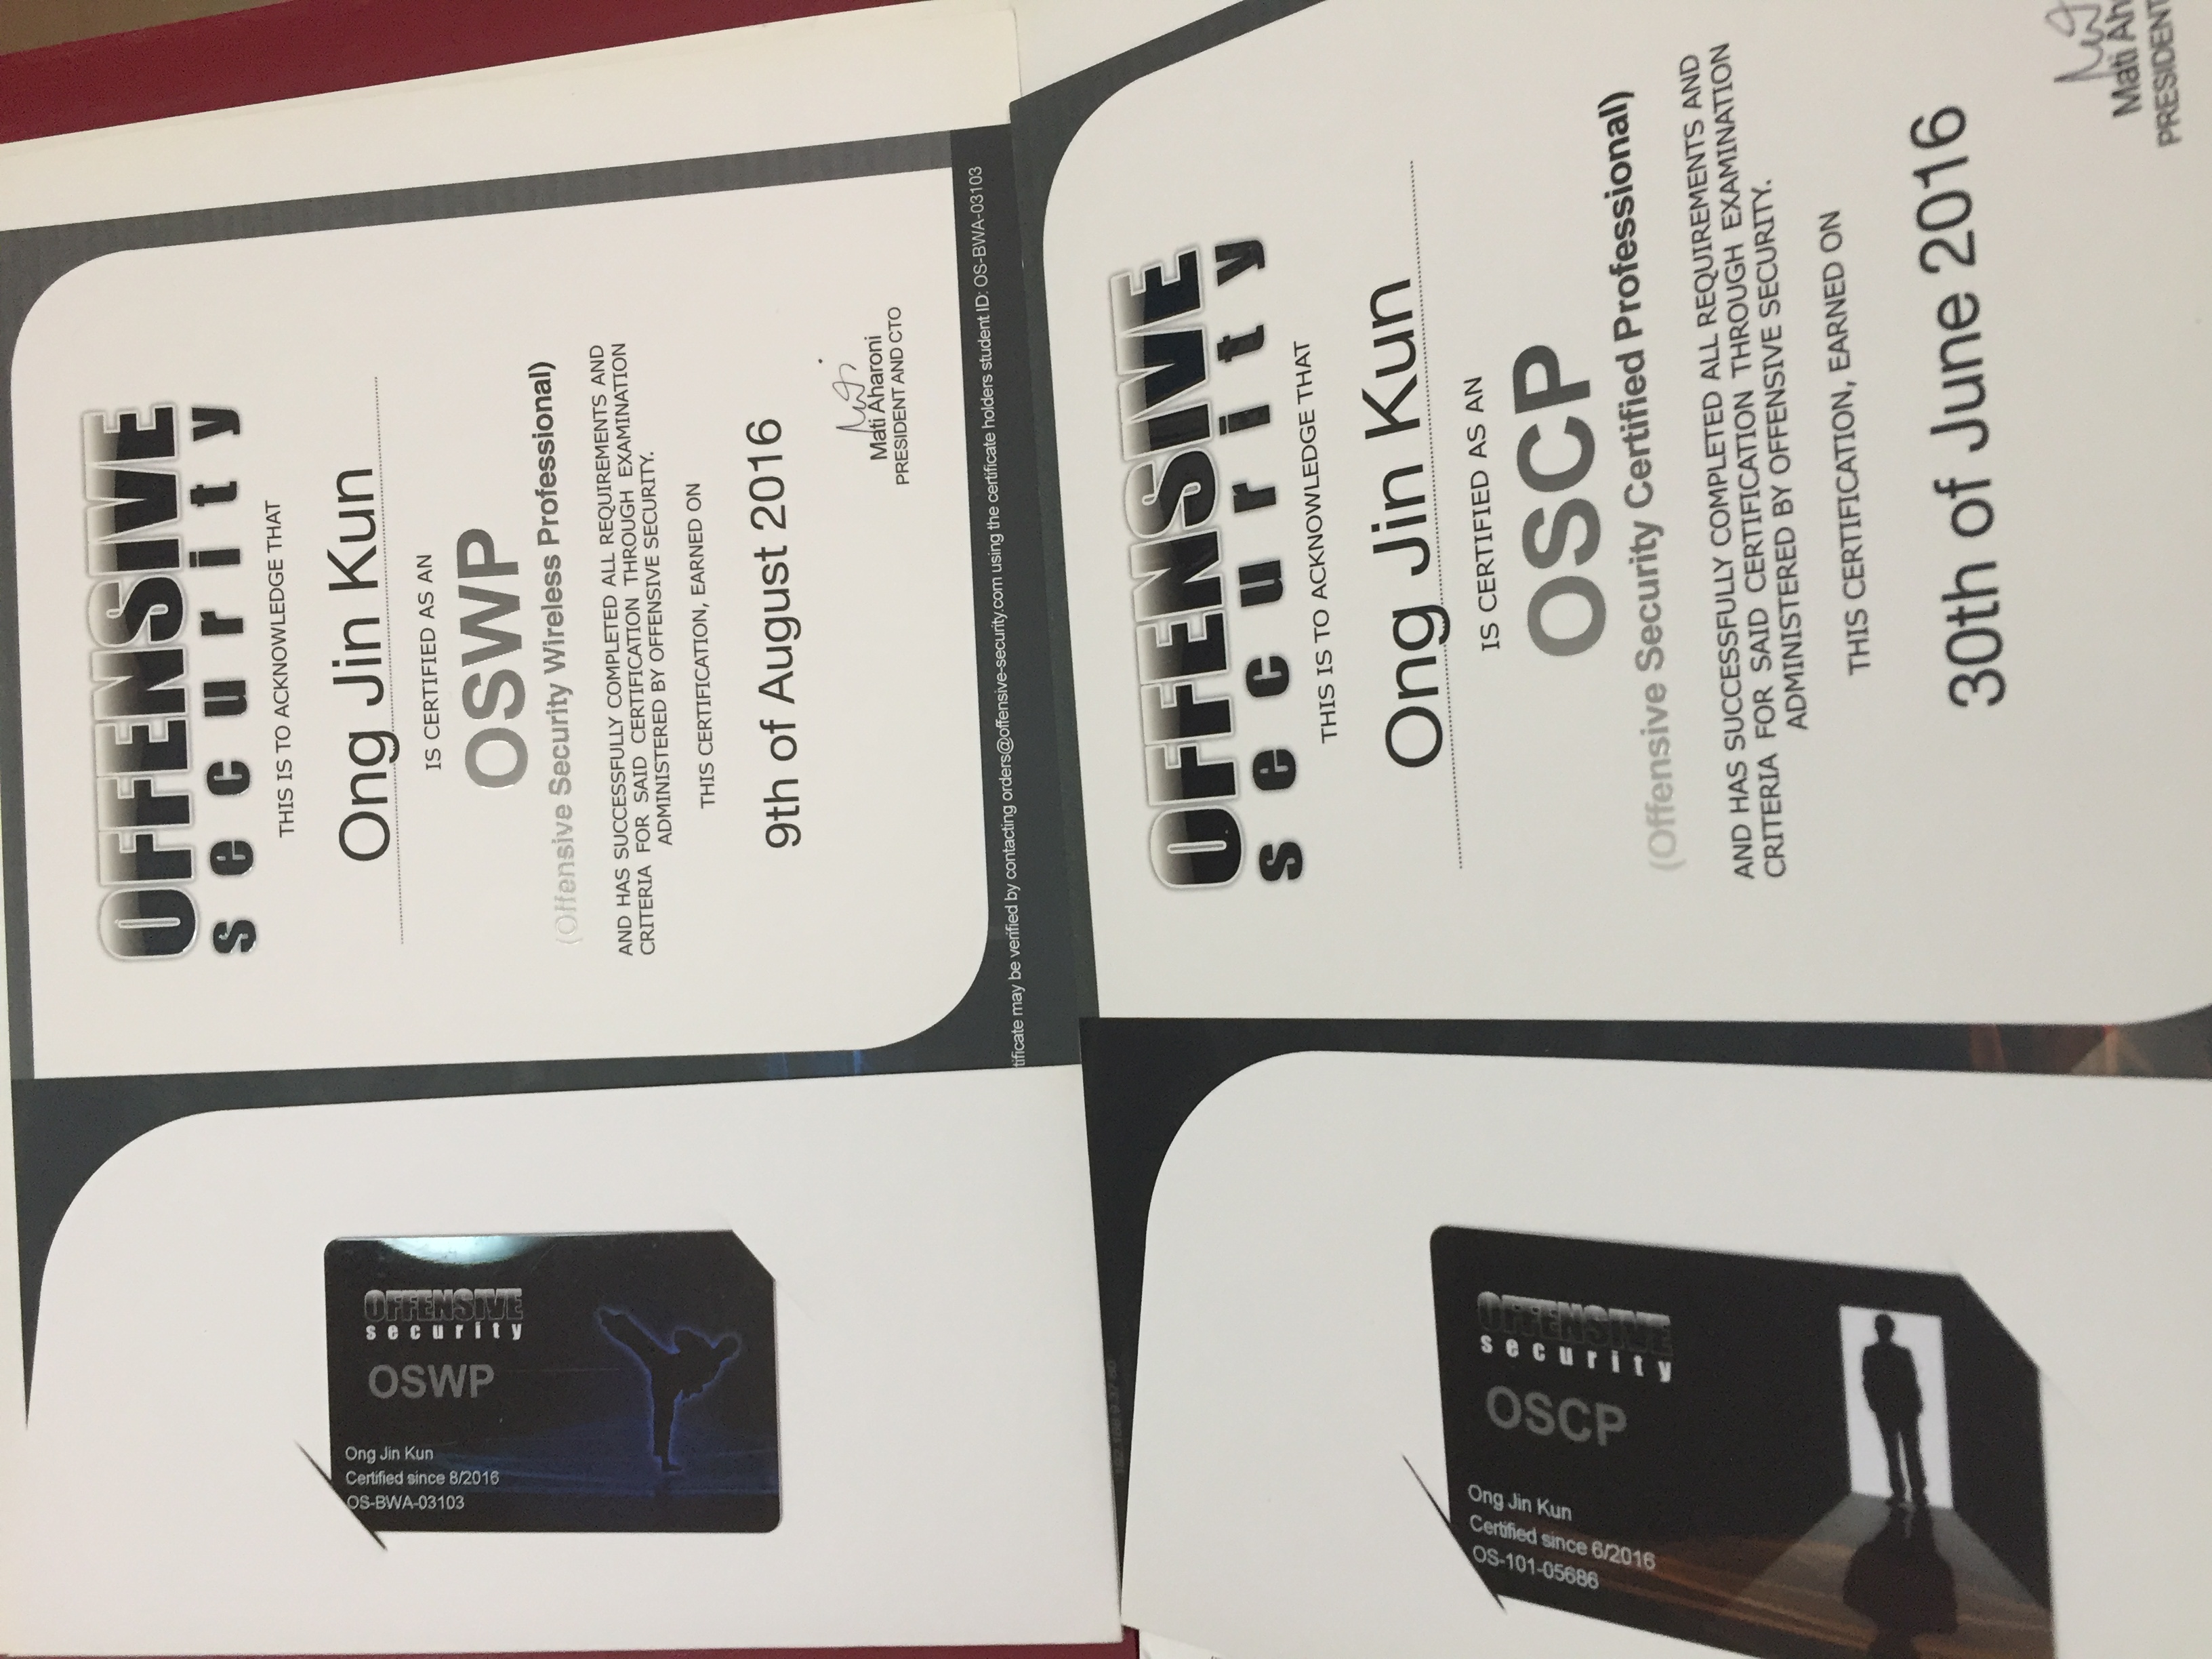 OFFENSIVE
security
THIS IS TO ACKNOWLEDGE THAT
Ong Jin Kun
IS CERTIFIED AS AN
OSWP
(Offensive Security Wireless Professional)
AND HAS SUCCESSFULLY COMPLETED ALL REQUIREMENTS AND
CRITERIA FOR SAID CERTIFICATION THROUGH EXAMINATION
ADMINISTERED BY OFFENSIVE SECURITY.
THIS CERTIFICATION, EARNED ON
9th of August 2016
Mati Aharoni
PRESIDENT AND CTO
tificate may be verified by contacting orders@offensive-security.com using the certificate holders student ID: OS-BWA-03103
OFFENSIVE
security
OSWP
Ong Jin Kun
Certified since 8/2016
OS-BWA-03103
OFFENSIVE
security
THIS IS TO ACKNOWLEDGE THAT
Ong Jin Kun
IS CERTIFIED AS AN
OSCP
(Offensive Security Certified Professional)
AND HAS SUCCESSFULLY COMPLETED ALL REQUIREMENTS AND
CRITERIA FOR SAID CERTIFICATION THROUGH EXAMINATION
ADMINISTERED BY OFFENSIVE SECURITY.
THIS CERTIFICATION, EARNED ON
30th of June 2016
Mati Ah
PRESIDENT
OFFENSIVE
security
OSCP
Ong Jin Kun
Certified since 6/2016
OS-101-05686